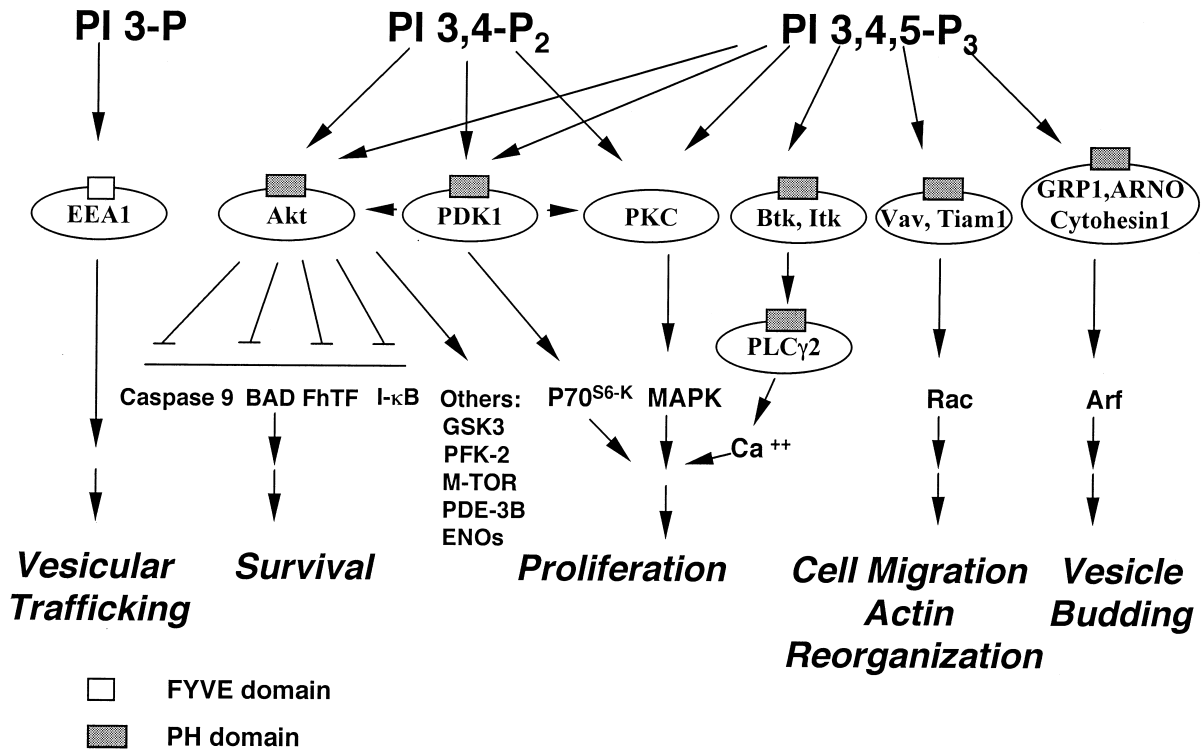 PI 3-P PI 3,4-P2 PI 3,4,5-P3
EEA1 Akt PDK1 PKC Btk, Itk Vav, Tiam1 GRP1,ARNO
Cytohesin1
PLCγ2
Caspase 9 BAD FhTF I-κB Others: P70S6-K MAPK Rac Arf
GSK3
PFK-2
M-TOR
PDE-3B
ENOs
Ca ++
Vesicular
Trafficking
Survival
Proliferation
Cell Migration
Actin
Reorganization
Vesicle
Budding
FYVE domain
PH domain